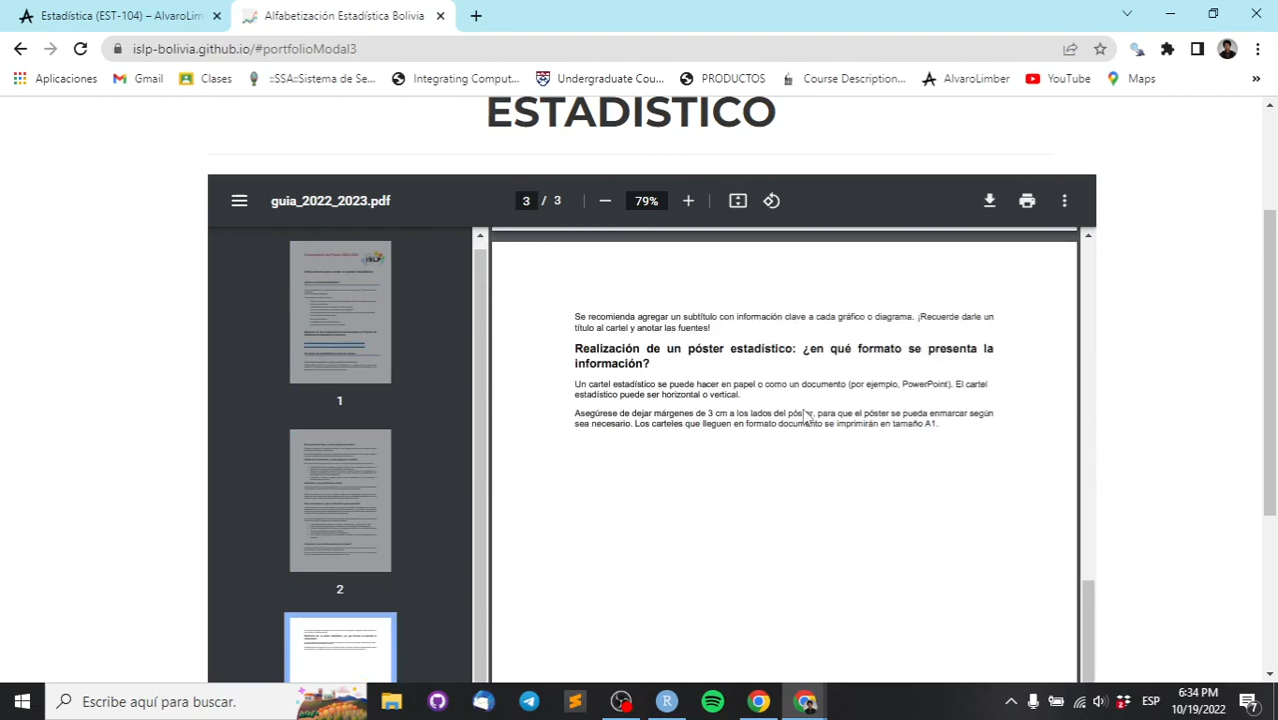 Estadística (EST-104) – AlvaroLim
Alfabetización Estadística Bolivia
islp-bolivia.github.io/#portfolioModal3
Aplicaciones
Gmail
Clases
::SSA::Sistema de Se...
Integrating Comput...
Undergraduate Cou...
PRODUCTOS
Course Description...
AlvaroLimber
YouTube
Maps
»
ESTADISTICO
guia_2022_2023.pdf
3 / 3
79%
1
2
Se recomienda agregar un subtítulo con información clave a cada gráfico o diagrama. ¡Recuerde darle un
título al cartel y anotar las fuentes!
Realización de un póster estadístico: ¿en qué formato se presenta la
información?
Un cartel estadístico se puede hacer en papel o como un documento (por ejemplo, PowerPoint). El cartel
estadístico puede ser horizontal o vertical.
Asegúrese de dejar márgenes de 3 cm a los lados del póster, para que el póster se pueda enmarcar según
sea necesario. Los carteles que lleguen en formato documento se imprimirán en tamaño A1.
Escribe aquí para buscar.
ESP
6:34 PM
10/19/2022
7